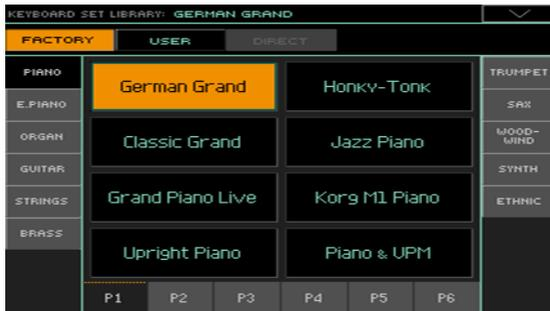 KEYBOARD SET LIBRARY: GERMAN GRAND
FACTORY USER DIRECT
PIANO
E.PIANO
ORGAN
GUITAR
STRINGS
BRASS
German Grand Honky-Tonk
Classic Grand Jazz Piano
Grand Piano Live Korg M1 Piano
Upright Piano Piano & UPM
TRUMPET
SAX
WOOD-
WIND
SYNTH
ETHNIC
P1 P2 P3 P4 P5 P6